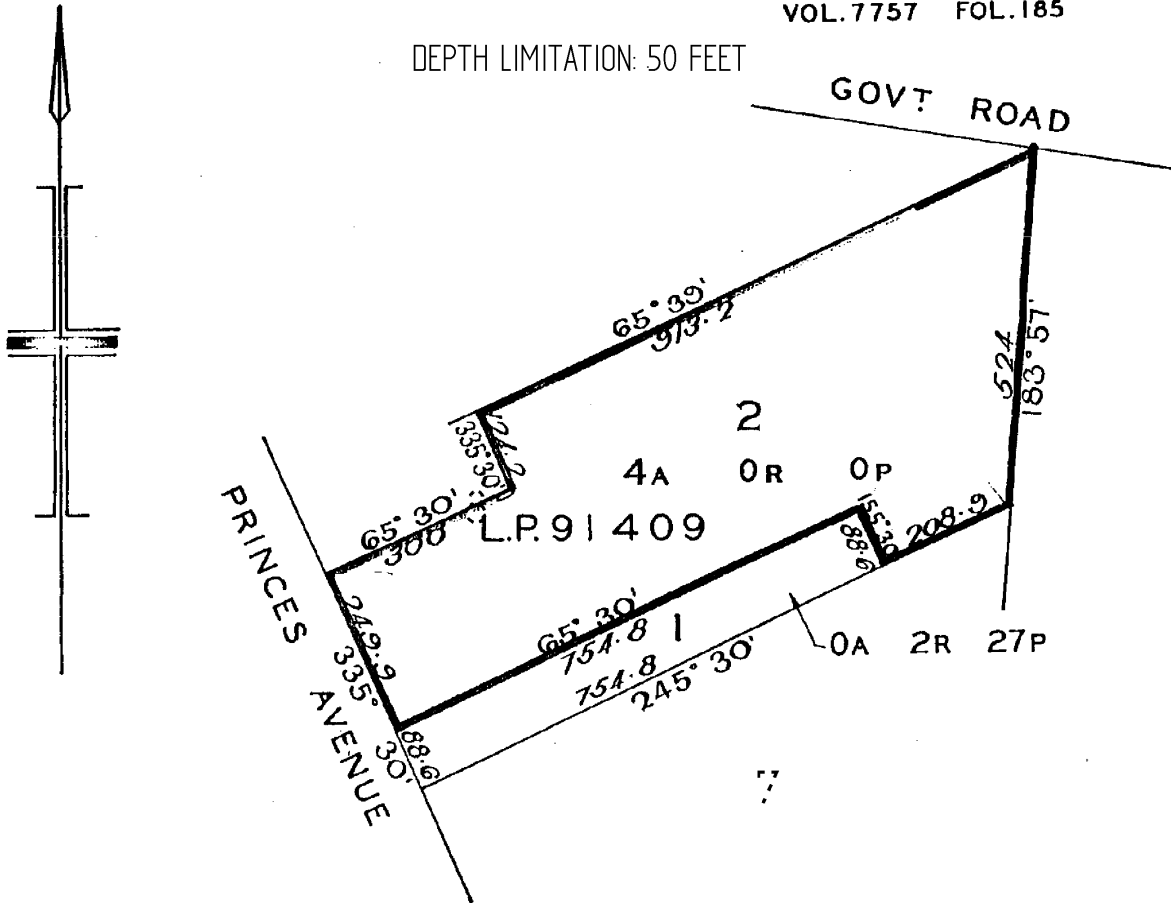 VOL. 7757 FOL. 185
DEPTH LIMITATION: 50 FEET
GOVT. ROAD
65° 39'
913.2
524
183° 57'
2
335° 30'
124.2
4A 0R 0P
L.P. 91409
65° 30'
300
155° 30'
88.6
208.9
PRINCES AVENUE
249.9
335° 30'
65° 30'
754.8
1
0A 2R 27P
754.8
245° 30'
88.6